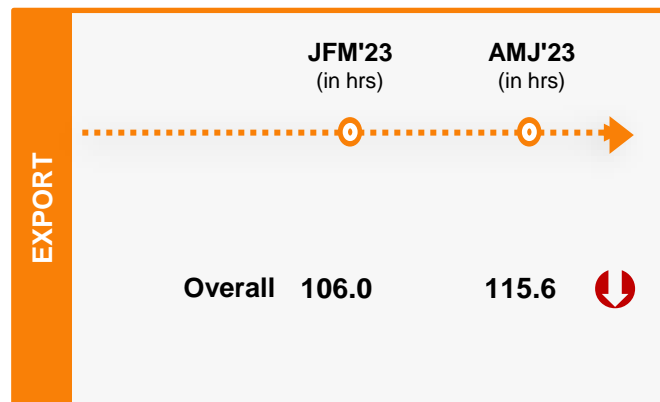 EXPORT
JFM'23 AMJ'23
(in hrs) (in hrs)
Overall 106.0 115.6